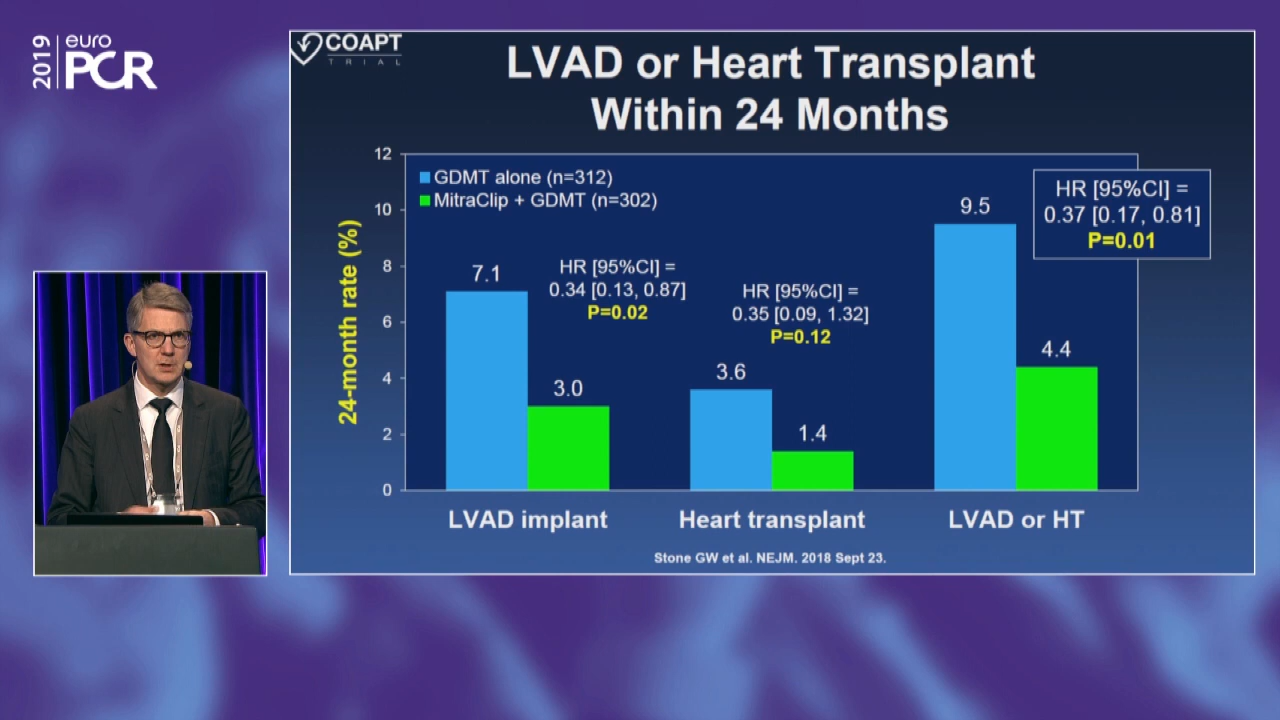 2019
euro
PCR
COAPT
TRIAL
LVAD or Heart Transplant
Within 24 Months
24-month rate (%)
12
10
8
6
4
2
0
GDMT alone (n=312)
MitraClip + GDMT (n=302)
7.1
3.0
HR [95%CI] =
0.34 [0.13, 0.87]
P=0.02
3.6
1.4
HR [95%CI] =
0.35 [0.09, 1.32]
P=0.12
9.5
4.4
HR [95%CI] =
0.37 [0.17, 0.81]
P=0.01
LVAD implant
Heart transplant
LVAD or HT
Stone GW et al. NEJM. 2018 Sept 23.